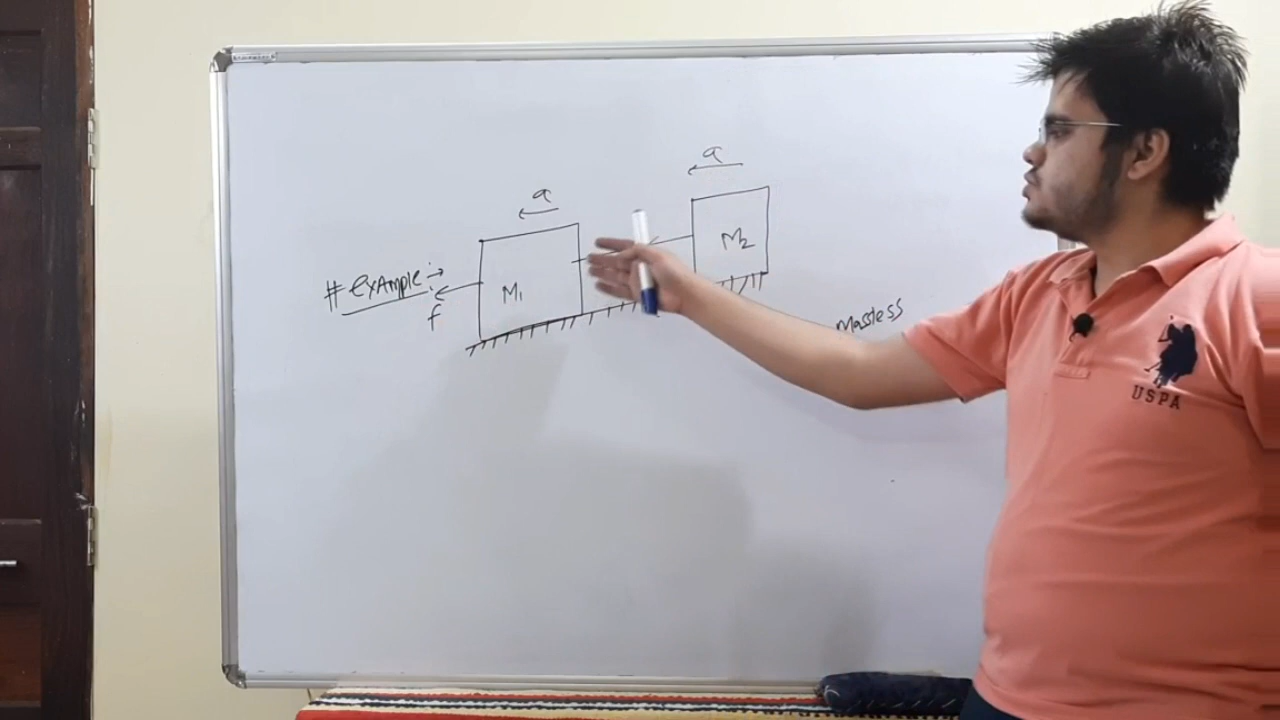 a
a
# Example :→
f
M₁
M₂
Massless
USPA